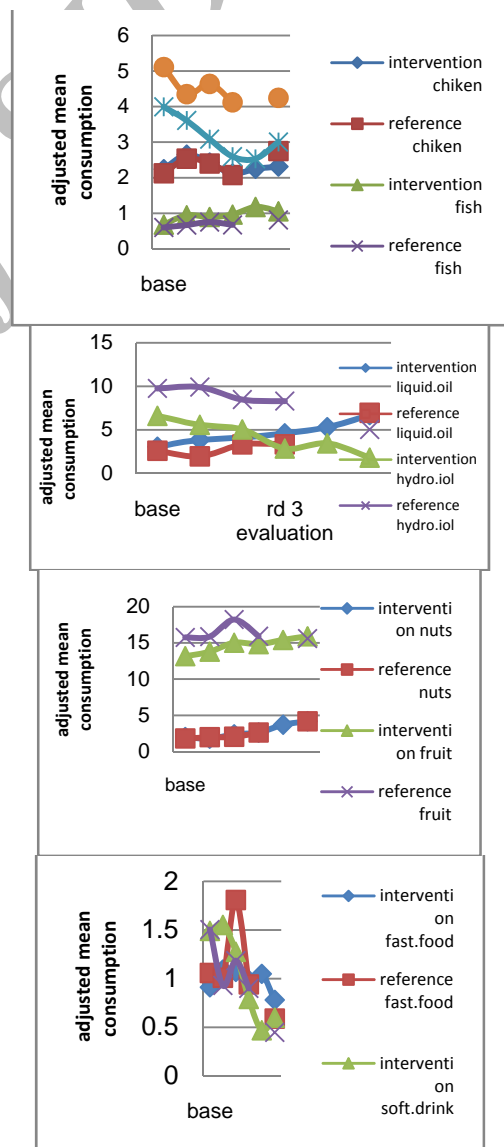 6
5
4
3
2
1
0
adjusted mean
consumption
base
intervention
chiken
reference
chiken
intervention
fish
reference
fish
15
10
5
0
adjusted mean
consumption
base
rd 3
evaluation
intervention
liquid.oil
reference
liquid.oil
intervention
hydro.iol
reference
hydro.iol
20
15
10
5
0
adjusted mean
consumption
base
interventi
on nuts
reference
nuts
interventi
on fruit
reference
fruit
2
1.5
1
0.5
0
adjusted mean
consumption
base
interventi
on
fast.food
reference
fast.food
interventi
on
soft.drink